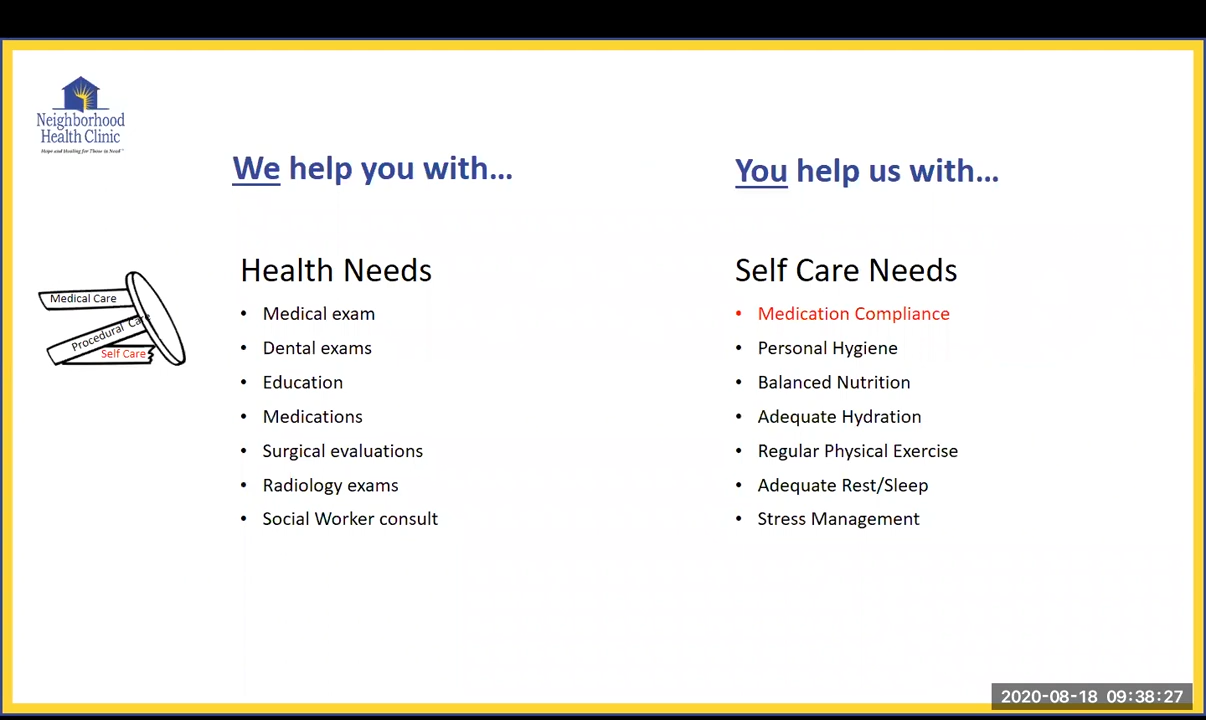 Neighborhood
Health Clinic
Hope and Healing for Those in Need™
We help you with...
You help us with...
Medical Care
Procedural Care
Self Care
Health Needs
• Medical exam
• Dental exams
• Education
• Medications
• Surgical evaluations
• Radiology exams
• Social Worker consult
Self Care Needs
• Medication Compliance
• Personal Hygiene
• Balanced Nutrition
• Adequate Hydration
• Regular Physical Exercise
• Adequate Rest/Sleep
• Stress Management
2020-08-18 09:38:27